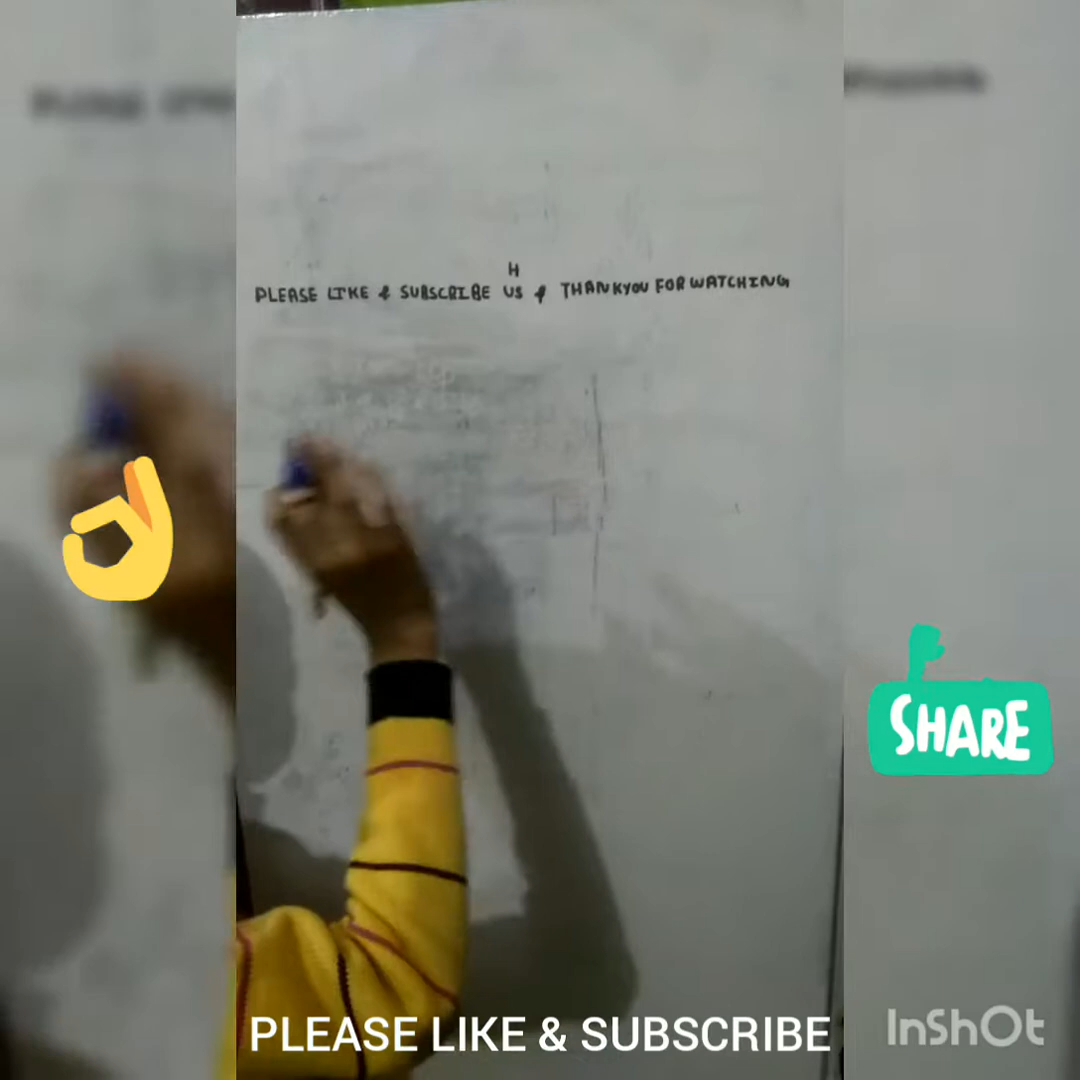 H
PLEASE LIKE & SUBSCRIBE US & THANKYOU FOR WATCHING
SHARE
PLEASE LIKE & SUBSCRIBE
InShOt